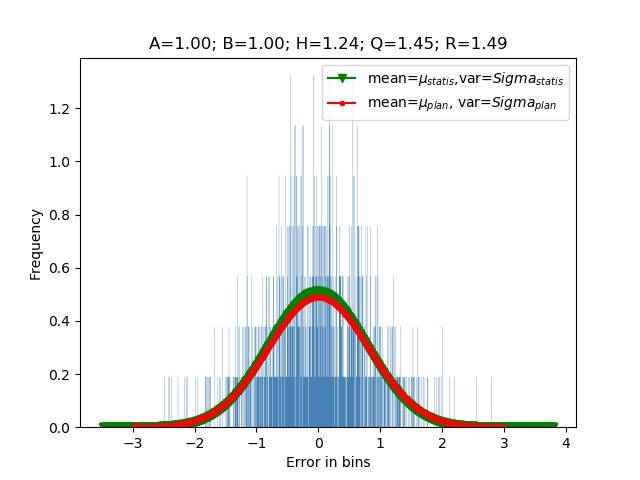 A=1.00; B=1.00; H=1.24; Q=1.45; R=1.49
mean=μstatis,var=Sigmastatis
mean=μplan, var=Sigmaplan
Frequency
1.2
1.0
0.8
0.6
0.4
0.2
0.0
−3 −2 −1 0 1 2 3 4
Error in bins